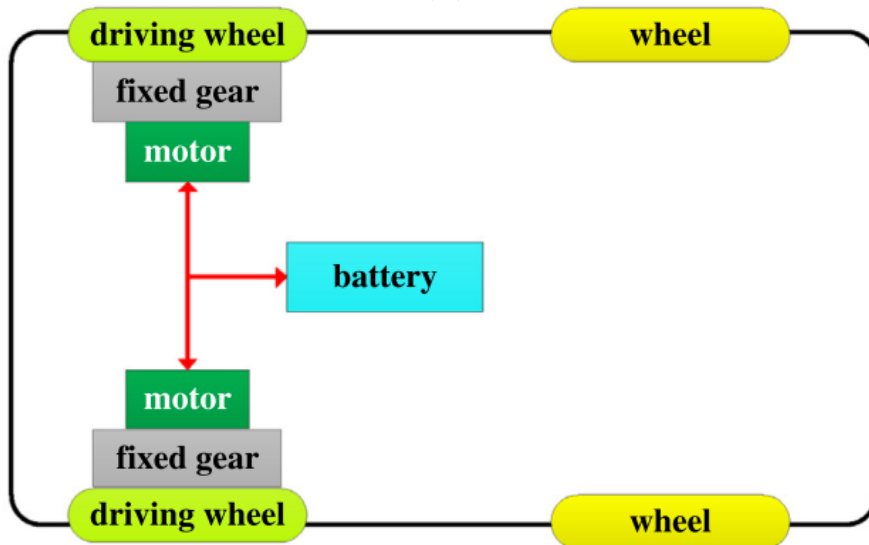 driving wheel
wheel
fixed gear
motor
battery
motor
fixed gear
driving wheel
wheel